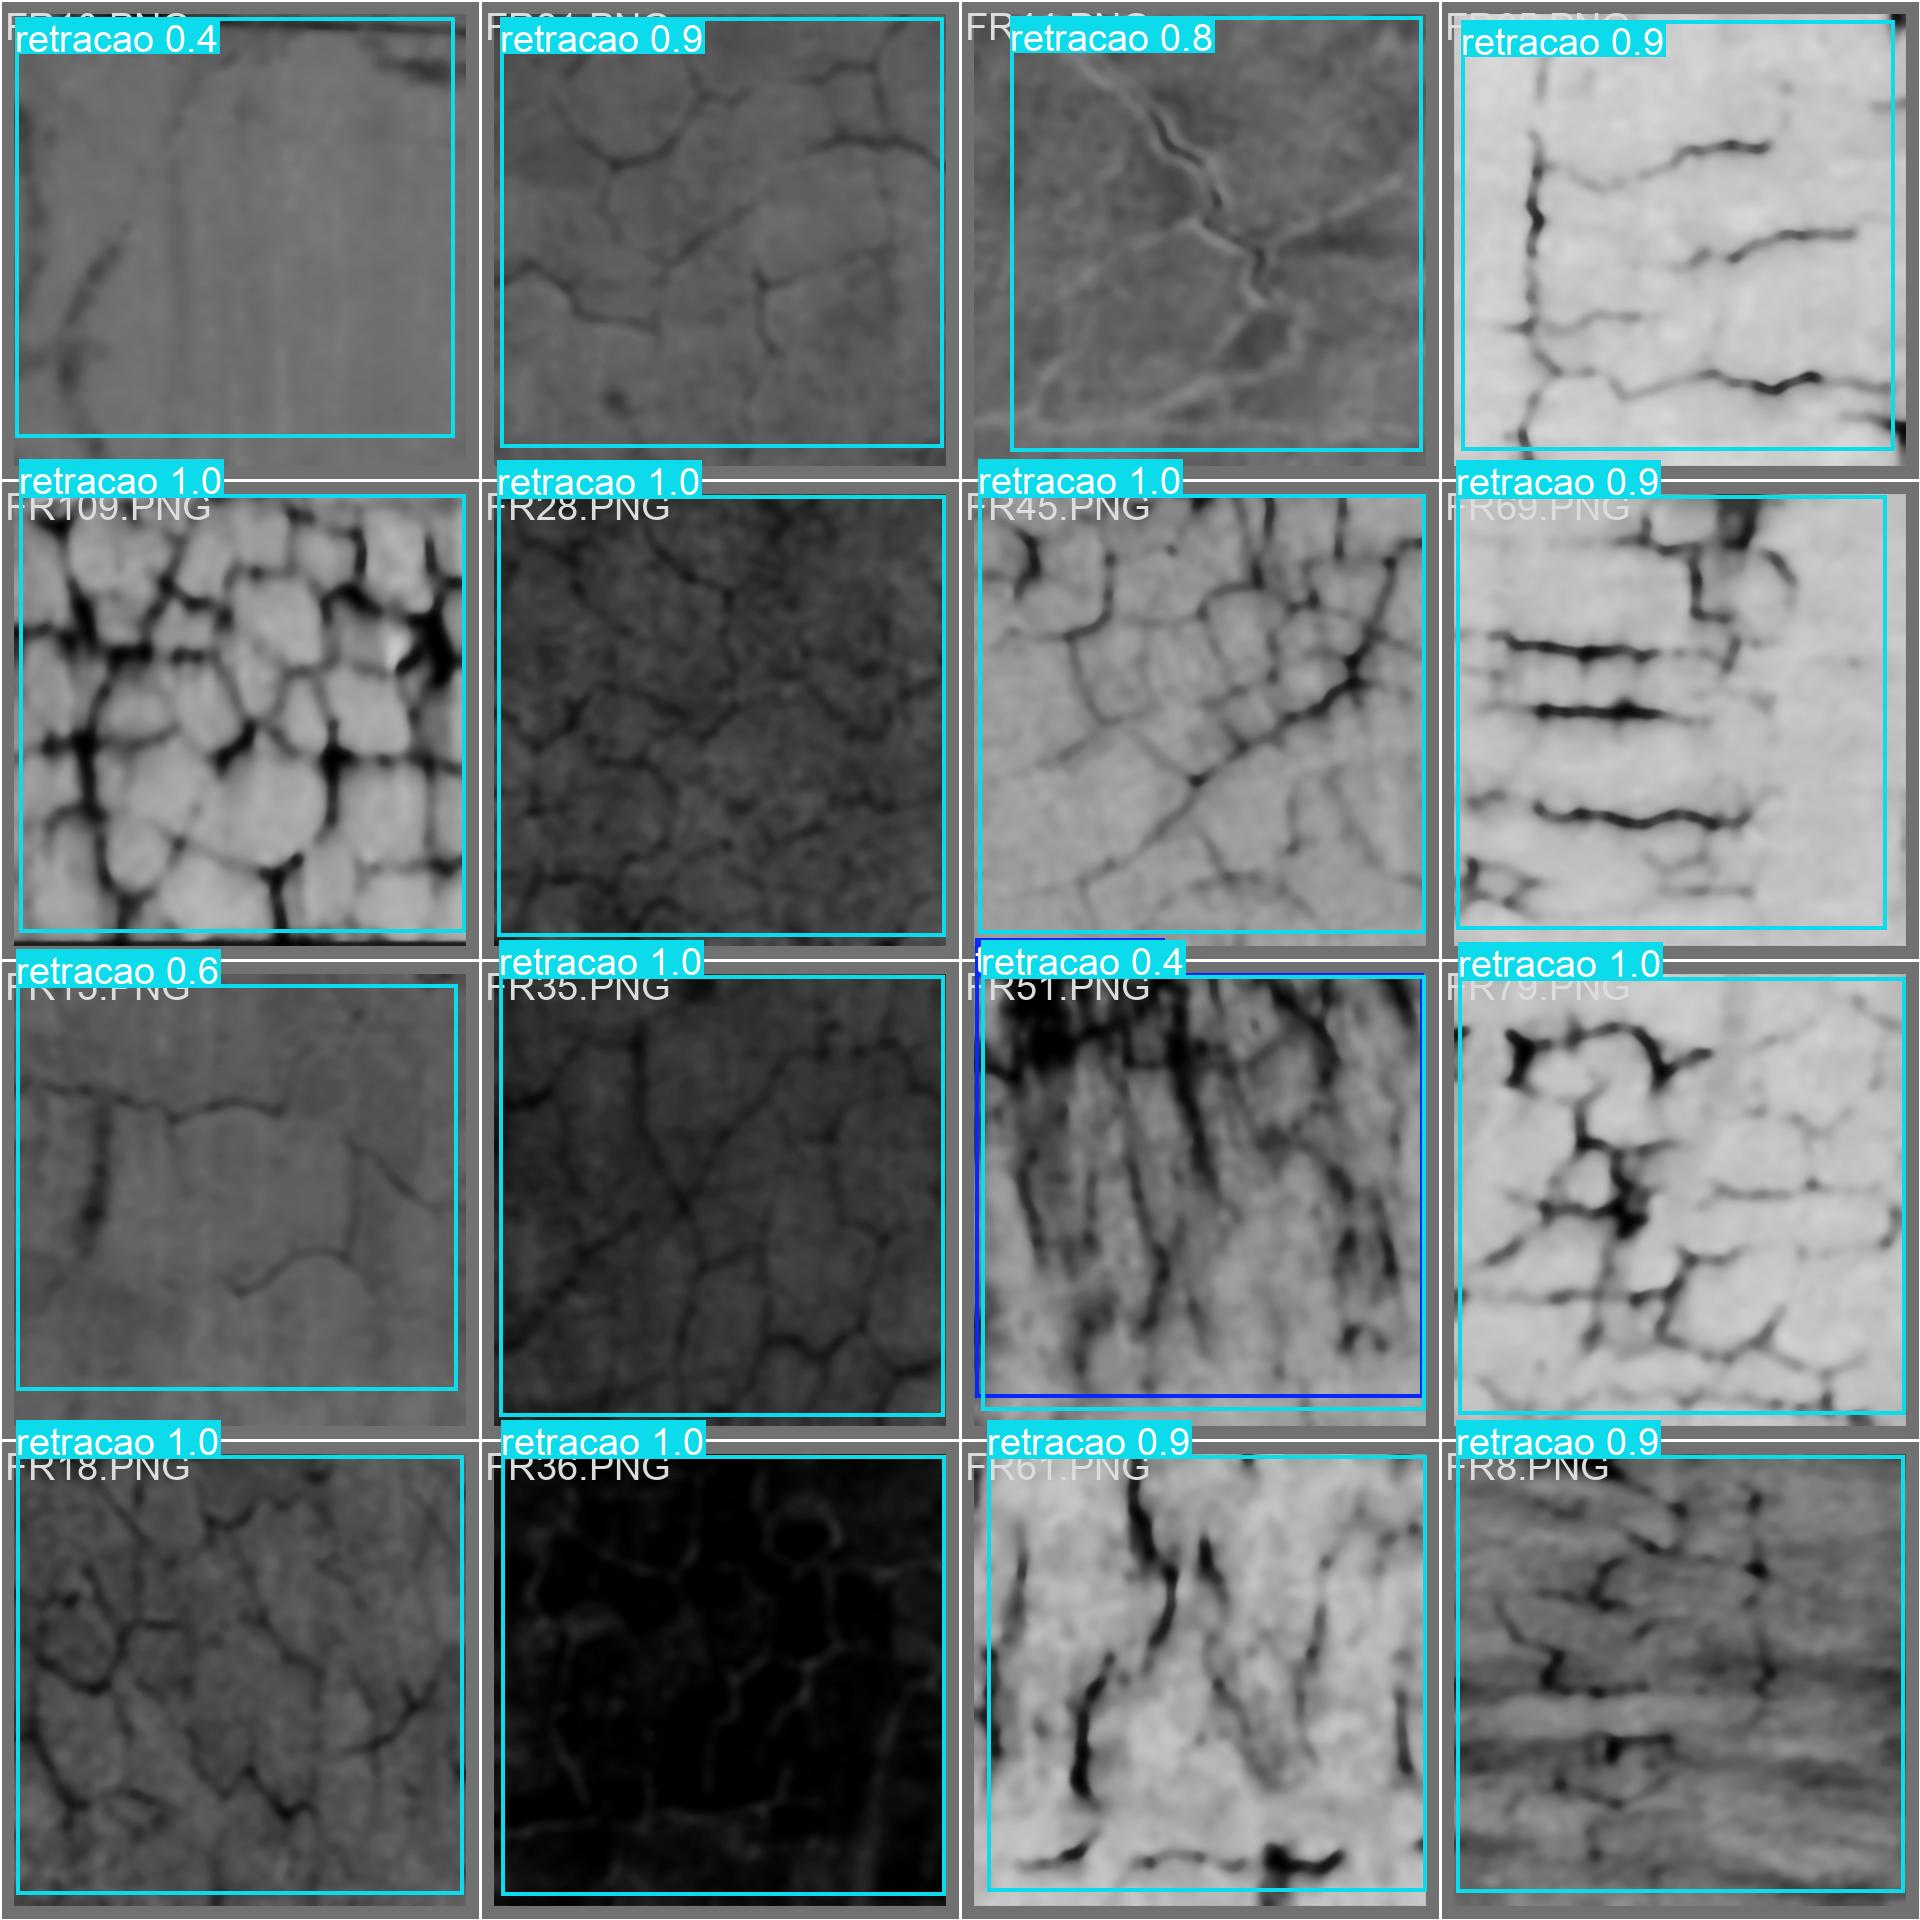 retracao 0.4
retracao 0.9
retracao 0.8
retracao 0.9
retracao 1.0
FR109.PNG
retracao 1.0
FR28.PNG
retracao 1.0
FR45.PNG
retracao 0.9
FR69.PNG
retracao 0.6
retracao 1.0
FR35.PNG
retracao 0.4
FR51.PNG
retracao 1.0
FR79.PNG
retracao 1.0
FR18.PNG
retracao 1.0
FR36.PNG
retracao 0.9
FR61.PNG
retracao 0.9
FR8.PNG